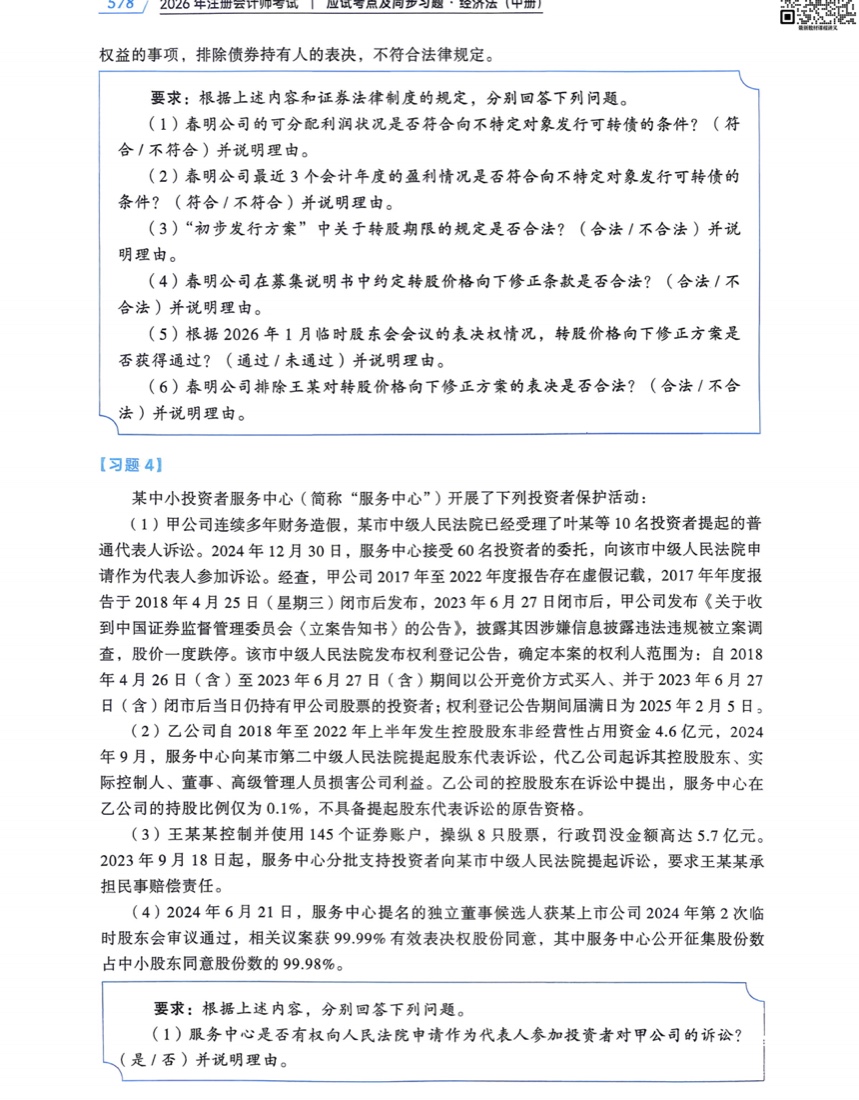 578 2026年注册会计师考试 | 应试考点及同步习题·经济法（中册）
权益的事项，排除债券持有人的表决，不符合法律规定。
要求：根据上述内容和证券法律制度的规定，分别回答下列问题。
（1）春明公司的可分配利润状况是否符合向不特定对象发行可转债的条件？（符
合/不符合）并说明理由。
（2）春明公司最近3个会计年度的盈利情况是否符合向不特定对象发行可转债的
条件？（符合/不符合）并说明理由。
（3）“初步发行方案”中关于转股期限的规定是否合法？（合法/不合法）并说
明理由。
（4）春明公司在募集说明书中约定转股价格向下修正条款是否合法？（合法/不
合法）并说明理由。
（5）根据2026年1月临时股东会会议的表决权情况，转股价格向下修正方案是
否获得通过？（通过/未通过）并说明理由。
（6）春明公司排除王某对转股价格向下修正方案的表决是否合法？（合法/不合
法）并说明理由。
【习题4】
某中小投资者服务中心（简称“服务中心”）开展了下列投资者保护活动：
（1）甲公司连续多年财务造假，某市中级人民法院已经受理了叶某等10名投资者提起的普
通代表人诉讼。2024年12月30日，服务中心接受60名投资者的委托，向该市中级人民法院申
请作为代表人参加诉讼。经查，甲公司2017年至2022年度报告存在虚假记载，2017年年度报
告于2018年4月25日（星期三）闭市后发布，2023年6月27日闭市后，甲公司发布《关于收
到中国证券监督管理委员会〈立案告知书〉的公告》，披露其因涉嫌信息披露违法违规被立案调
查，股价一度跌停。该市中级人民法院发布权利登记公告，确定本案的权利人范围为：自2018
年4月26日（含）至2023年6月27日（含）期间以公开竞价方式买入、并于2023年6月27
日（含）闭市后当日仍持有甲公司股票的投资者；权利登记公告期间届满日为2025年2月5日。
（2）乙公司自2018年至2022年上半年发生控股股东非经营性占用资金4.6亿元，2024
年9月，服务中心向某市第二中级人民法院提起股东代表诉讼，代乙公司起诉其控股股东、实
际控制人、董事、高级管理人员损害公司利益。乙公司的控股股东在诉讼中提出，服务中心在
乙公司的持股比例仅为0.1%，不具备提起股东代表诉讼的原告资格。
（3）王某某控制并使用145个证券账户，操纵8只股票，行政罚没金额高达5.7亿元。
2023年9月18日起，服务中心分批支持投资者向某市中级人民法院提起诉讼，要求王某某承
担民事赔偿责任。
（4）2024年6月21日，服务中心提名的独立董事候选人获某上市公司2024年第2次临
时股东会审议通过，相关议案获99.99%有效表决权股份同意，其中服务中心公开征集股份数
占中小股东同意股份数的99.98%。
要求：根据上述内容，分别回答下列问题。
（1）服务中心是否有权向人民法院申请作为代表人参加投资者对甲公司的诉讼？
（是/否）并说明理由。